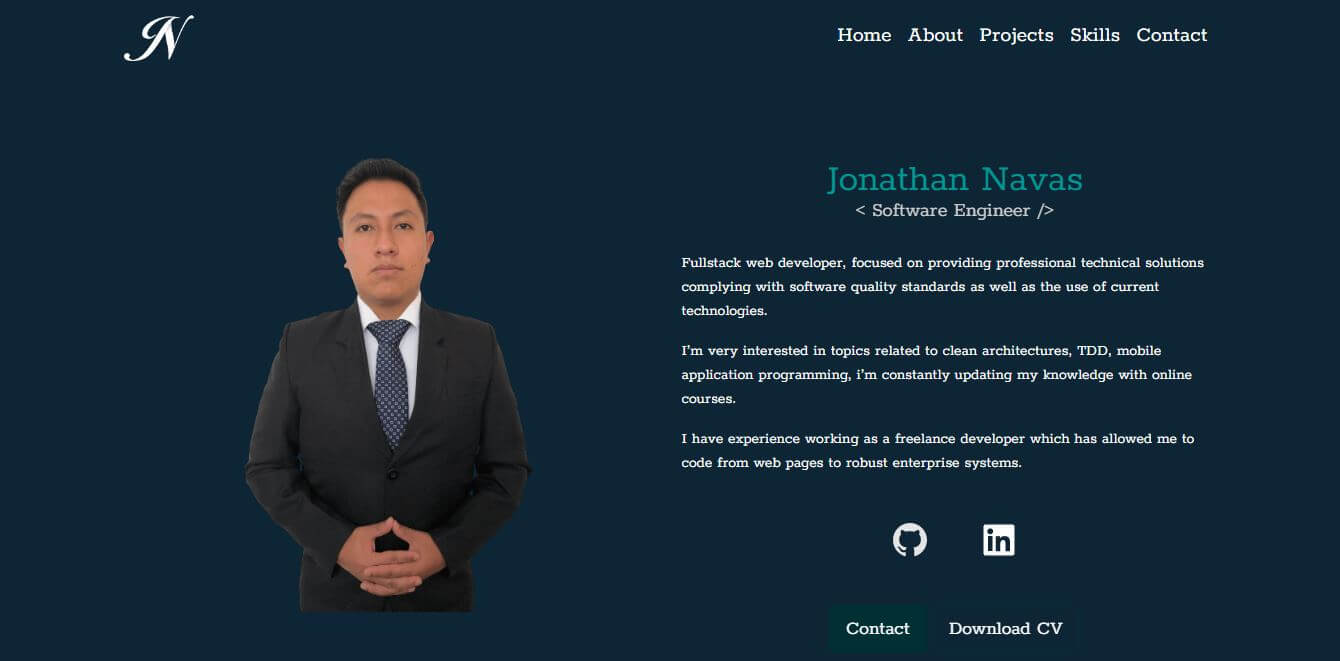 JN
Home About Projects Skills Contact
Jonathan Navas
< Software Engineer />
Fullstack web developer, focused on providing professional technical solutions
complying with software quality standards as well as the use of current
technologies.
I'm very interested in topics related to clean architectures, TDD, mobile
application programming, i'm constantly updating my knowledge with online
courses.
I have experience working as a freelance developer which has allowed me to
code from web pages to robust enterprise systems.
in
Contact Download CV